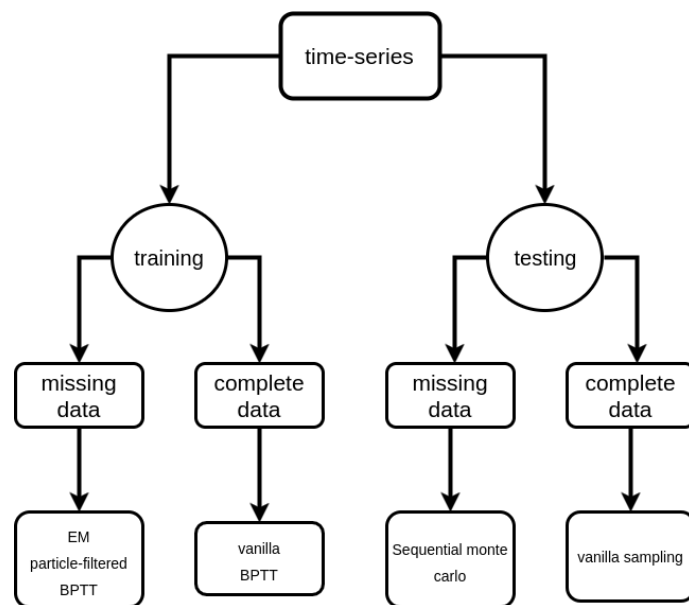 time-series
training
testing
missing
data
complete
data
missing
data
complete
data
EM
particle-filtered
BPTT
vanilla
BPTT
Sequential monte
carlo
vanilla sampling